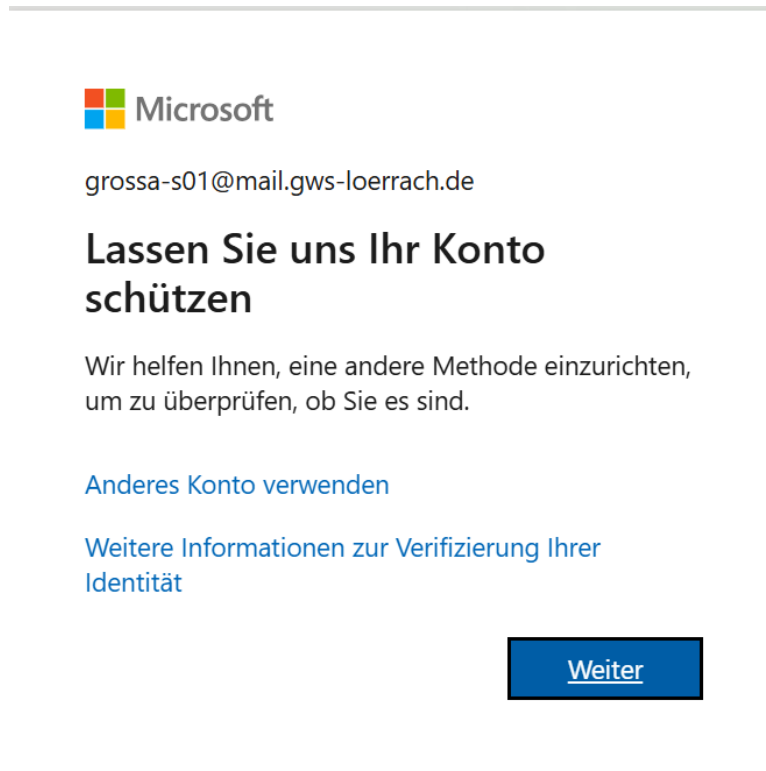 Microsoft
grossa-s01@mail.gws-loerrach.de
Lassen Sie uns Ihr Konto
schützen
Wir helfen Ihnen, eine andere Methode einzurichten,
um zu überprüfen, ob Sie es sind.
Anderes Konto verwenden
Weitere Informationen zur Verifizierung Ihrer
Identität
Weiter